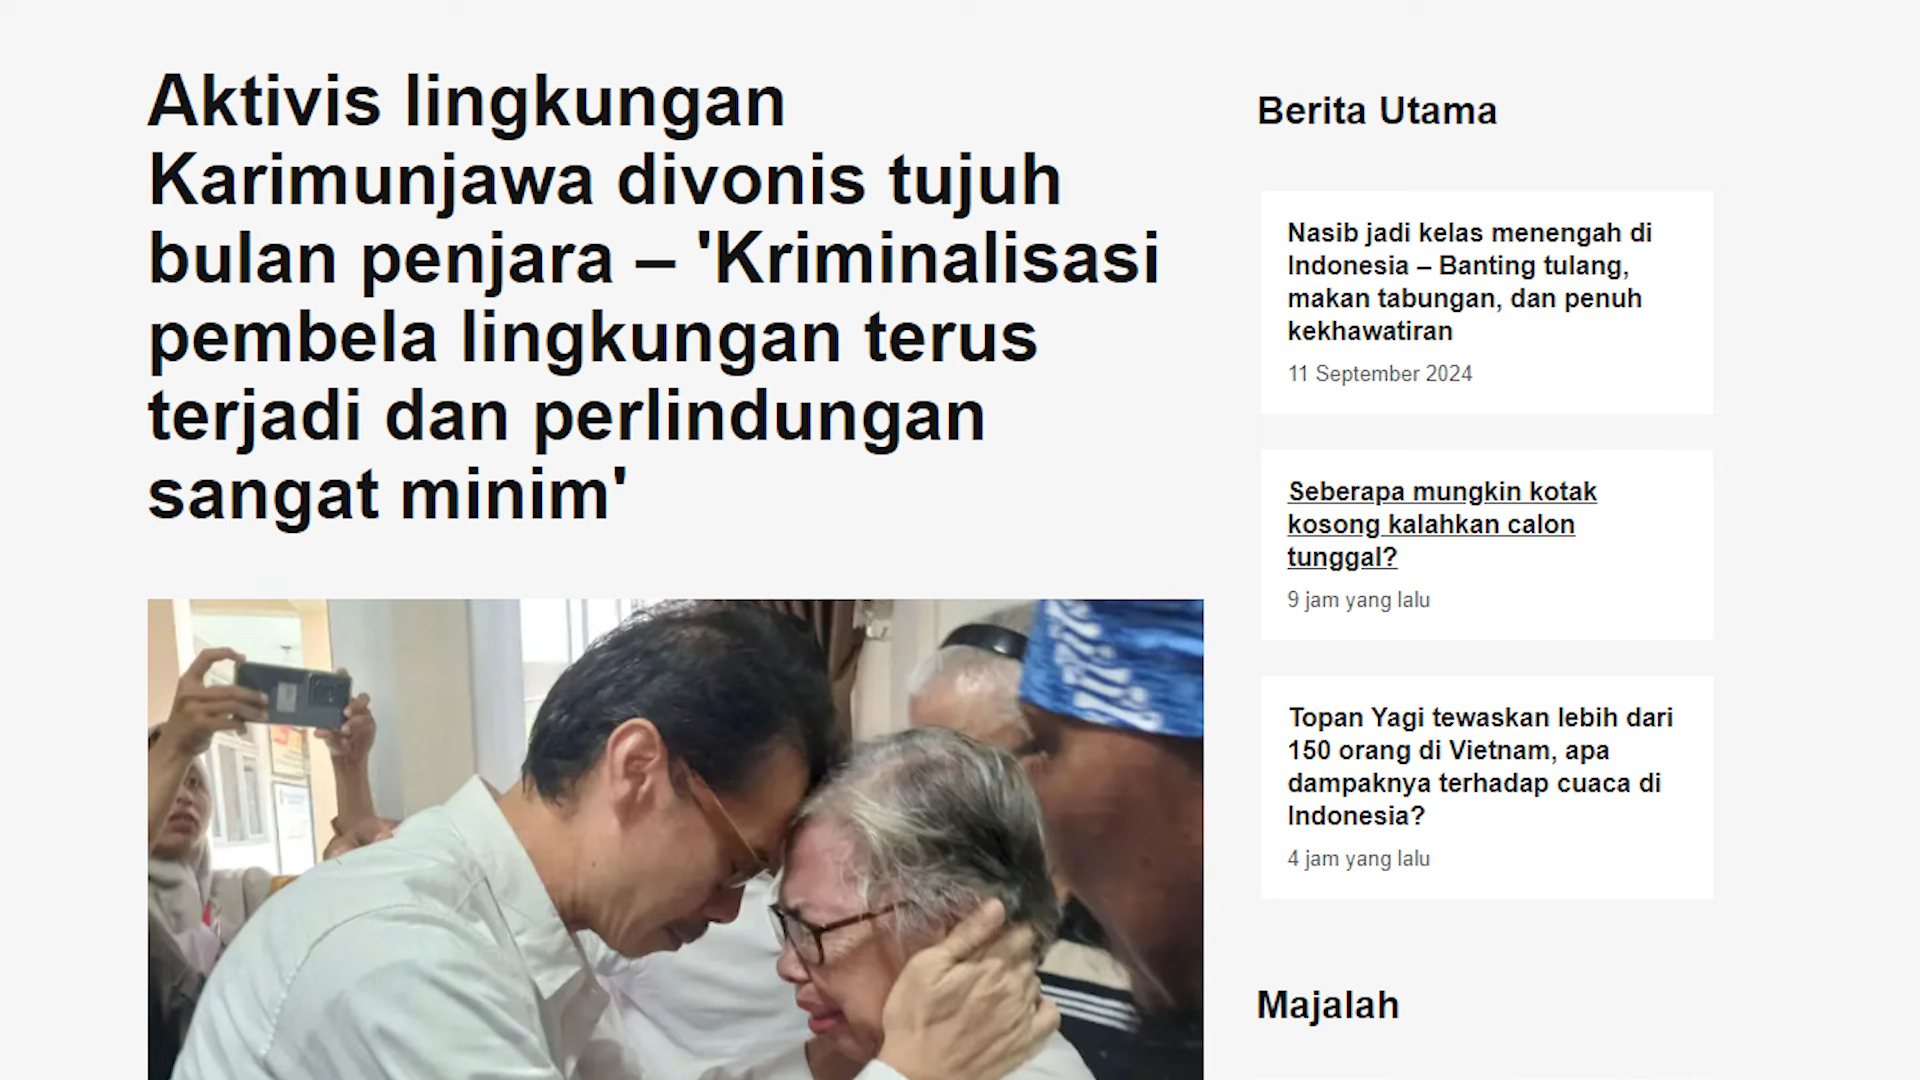 Aktivis lingkungan
Karimunjawa divonis tujuh
bulan penjara – 'Kriminalisasi
pembela lingkungan terus
terjadi dan perlindungan
sangat minim'
Berita Utama
Nasib jadi kelas menengah di
Indonesia – Banting tulang,
makan tabungan, dan penuh
kekhawatiran
11 September 2024
Seberapa mungkin kotak
kosong kalahkan calon
tunggal?
9 jam yang lalu
Topan Yagi tewaskan lebih dari
150 orang di Vietnam, apa
dampaknya terhadap cuaca di
Indonesia?
4 jam yang lalu
Majalah